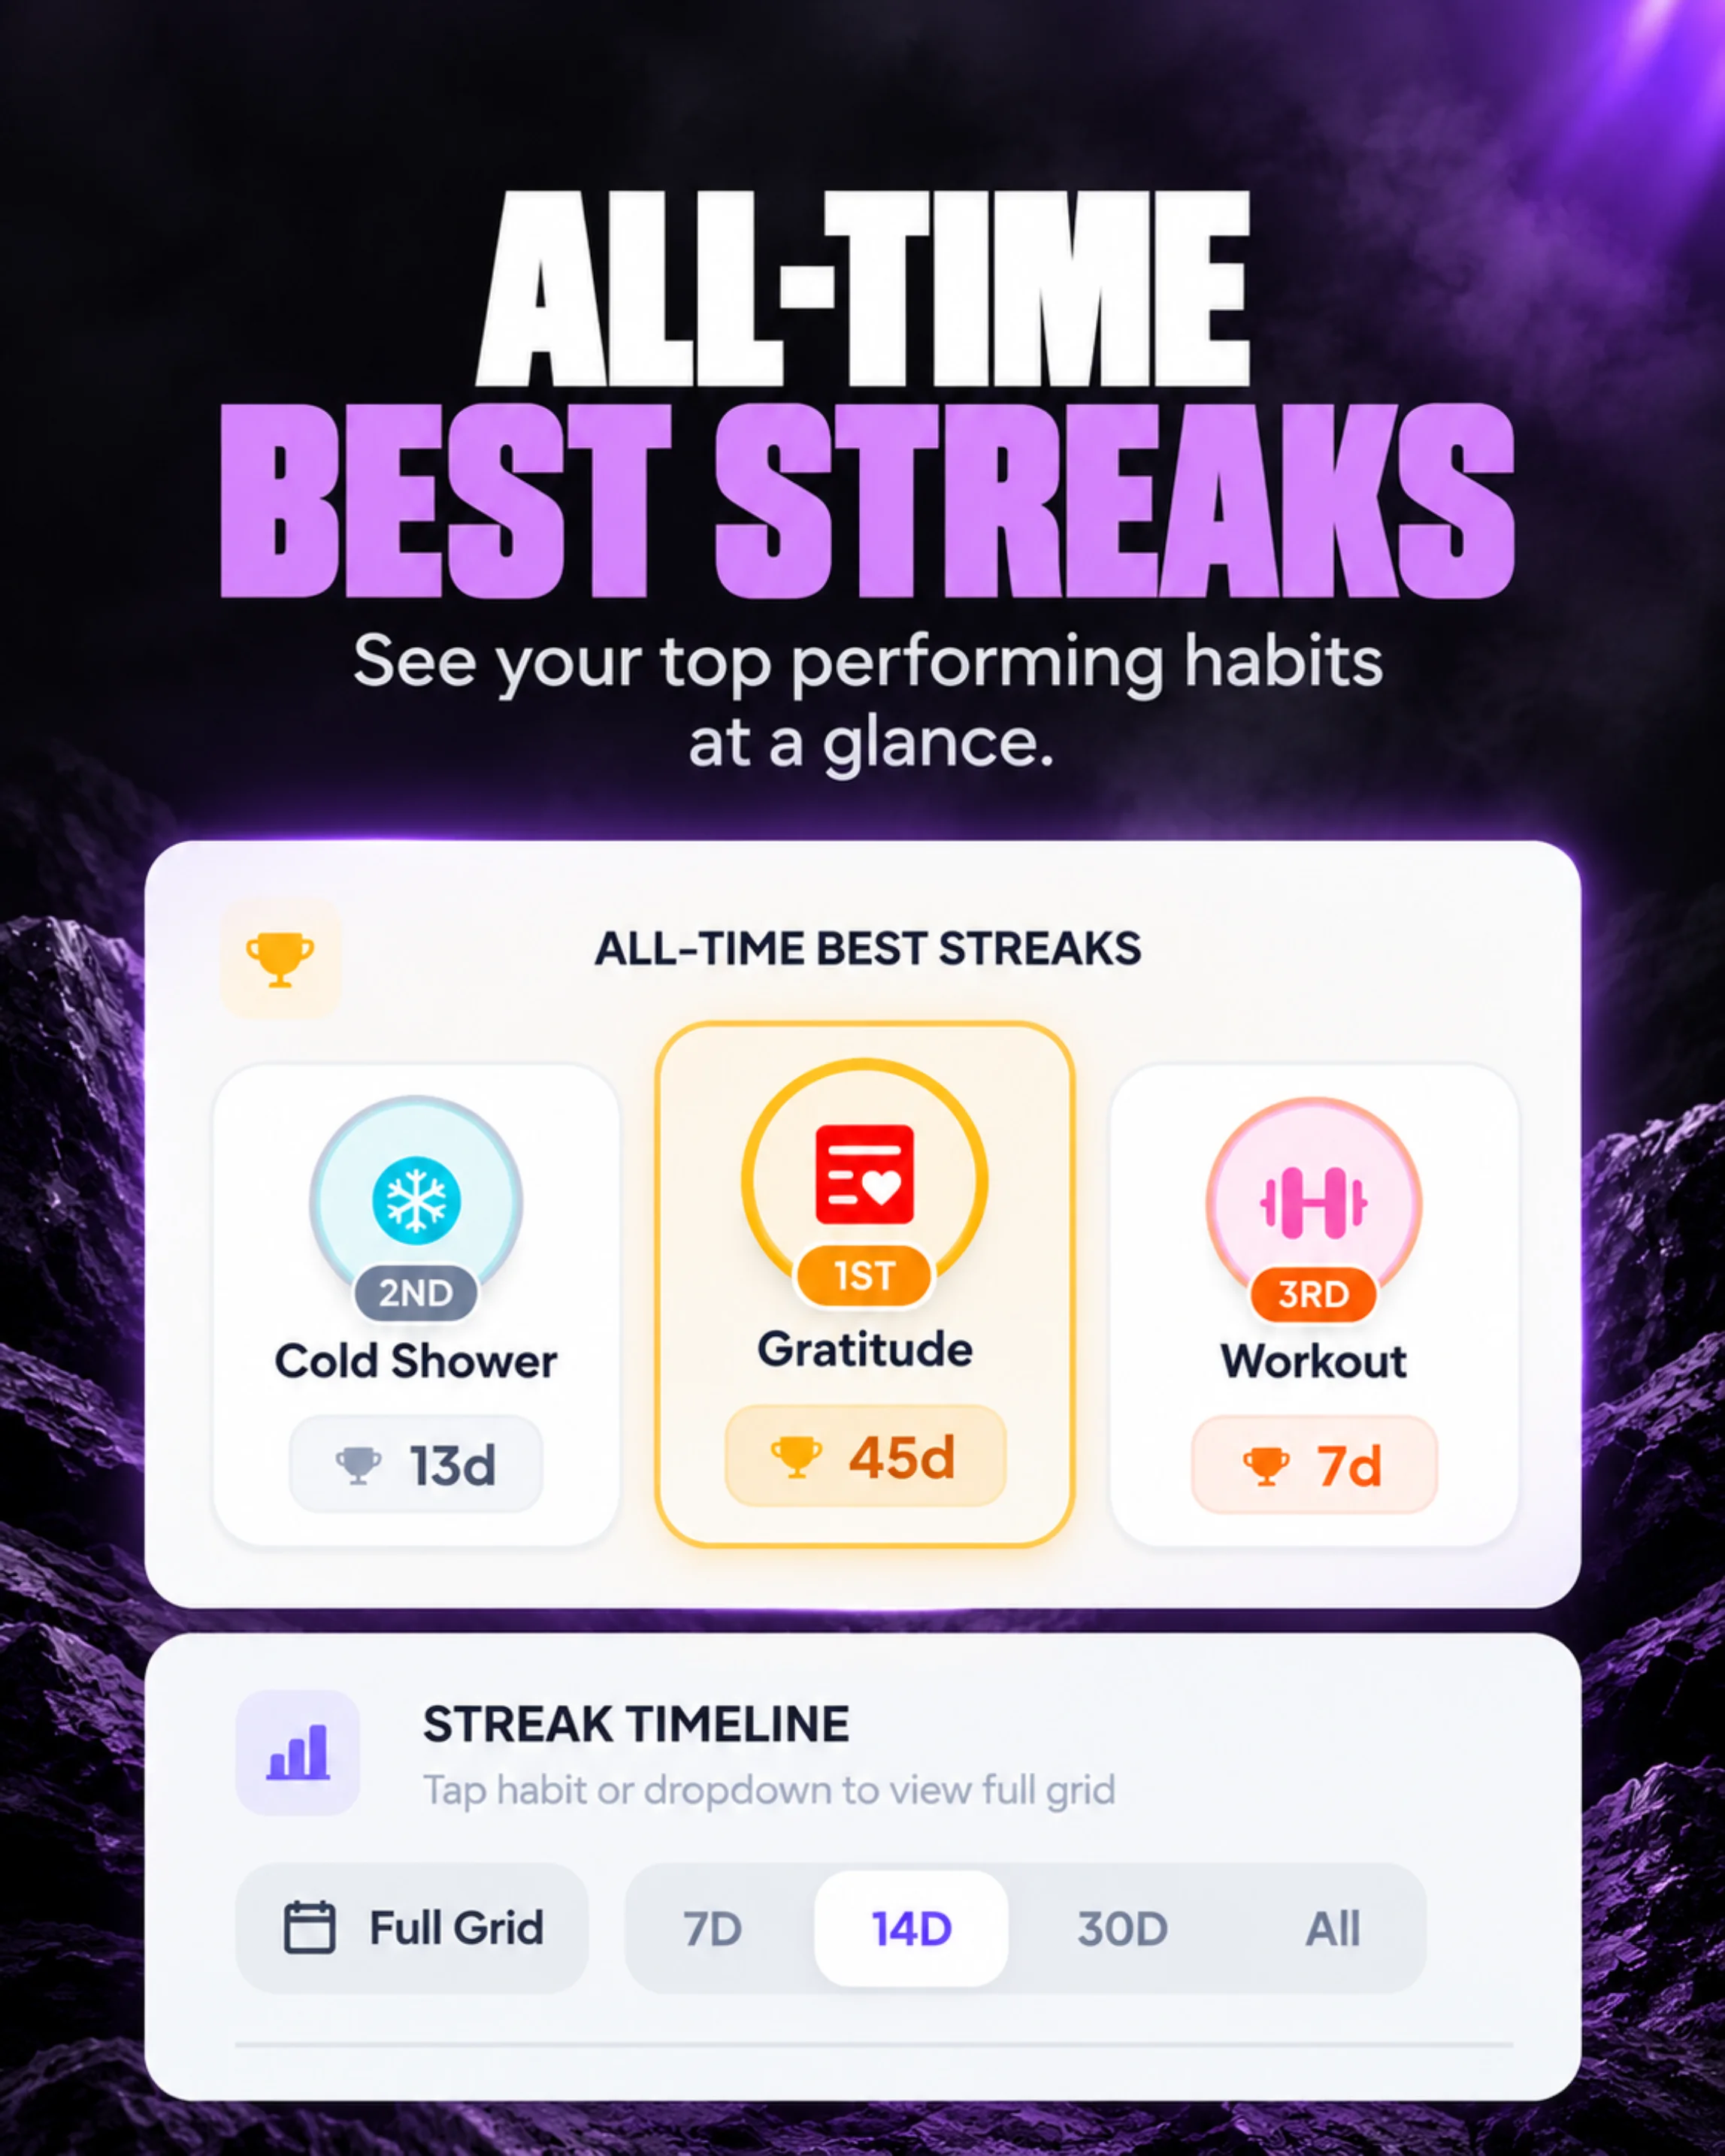 ALL-TIME
BEST STREAKS
See your top performing habits
at a glance.
ALL-TIME BEST STREAKS
2ND
Cold Shower
13d
1ST
Gratitude
45d
3RD
Workout
7d
STREAK TIMELINE
Tap habit or dropdown to view full grid
Full Grid
7D 14D 30D All